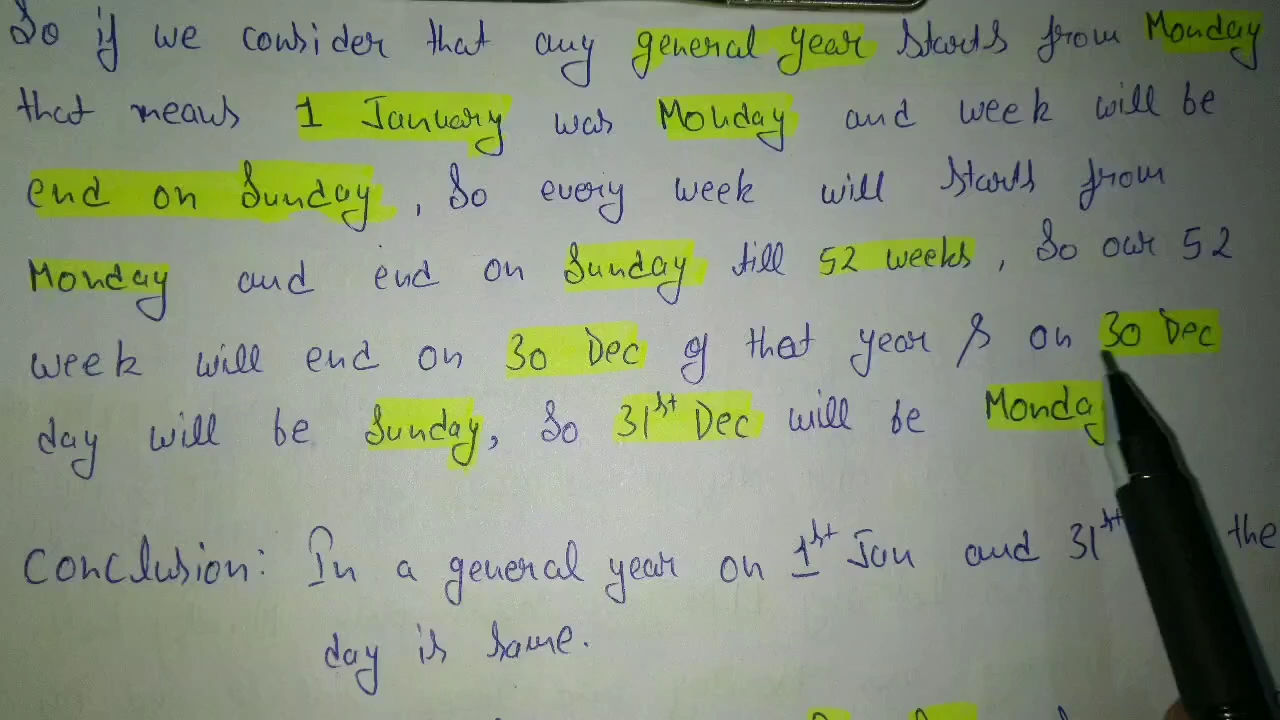 So if we consider that any general year starts from Monday
that means 1 January was Monday and week will be
end on Sunday, So every week will starts from
Monday and end on Sunday till 52 weeks, So our 52
week will end on 30 Dec of that year & on 30 Dec
day will be Sunday, So 31st Dec will be Monda
Conclusion: In a general year on 1st Jan and 31st the
day is same.